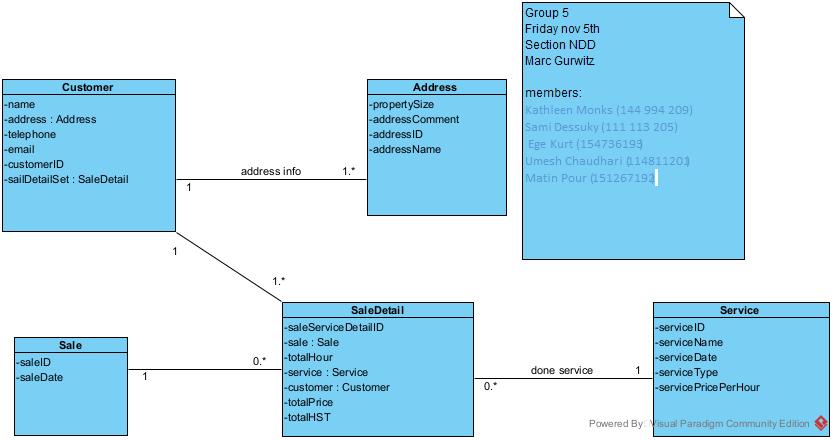 Group 5
Friday nov 5th
Section NDD
Marc Gurwitz
members:
Kathleen Monks (144 994 209)
Sami Dessuky (111 113 205)
Ege Kurt (154736193)
Umesh Chaudhari (114811201)
Matin Pour (151267192
Customer
-name
-address : Address
-telephone
-email
-customerID
-sailDetailSet : SaleDetail
address info
1
1.*
Address
-propertySize
-addressComment
-addressID
-addressName
1
1.*
Sale
-saleID
-saleDate
1
0.*
SaleDetail
-saleServiceDetailID
-sale : Sale
-totalHour
-service : Service
-customer : Customer
-totalPrice
-totalHST
done service
0.*
1
Service
-serviceID
-serviceName
-serviceDate
-serviceType
-servicePricePerHour
Powered By: Visual Paradigm Community Edition